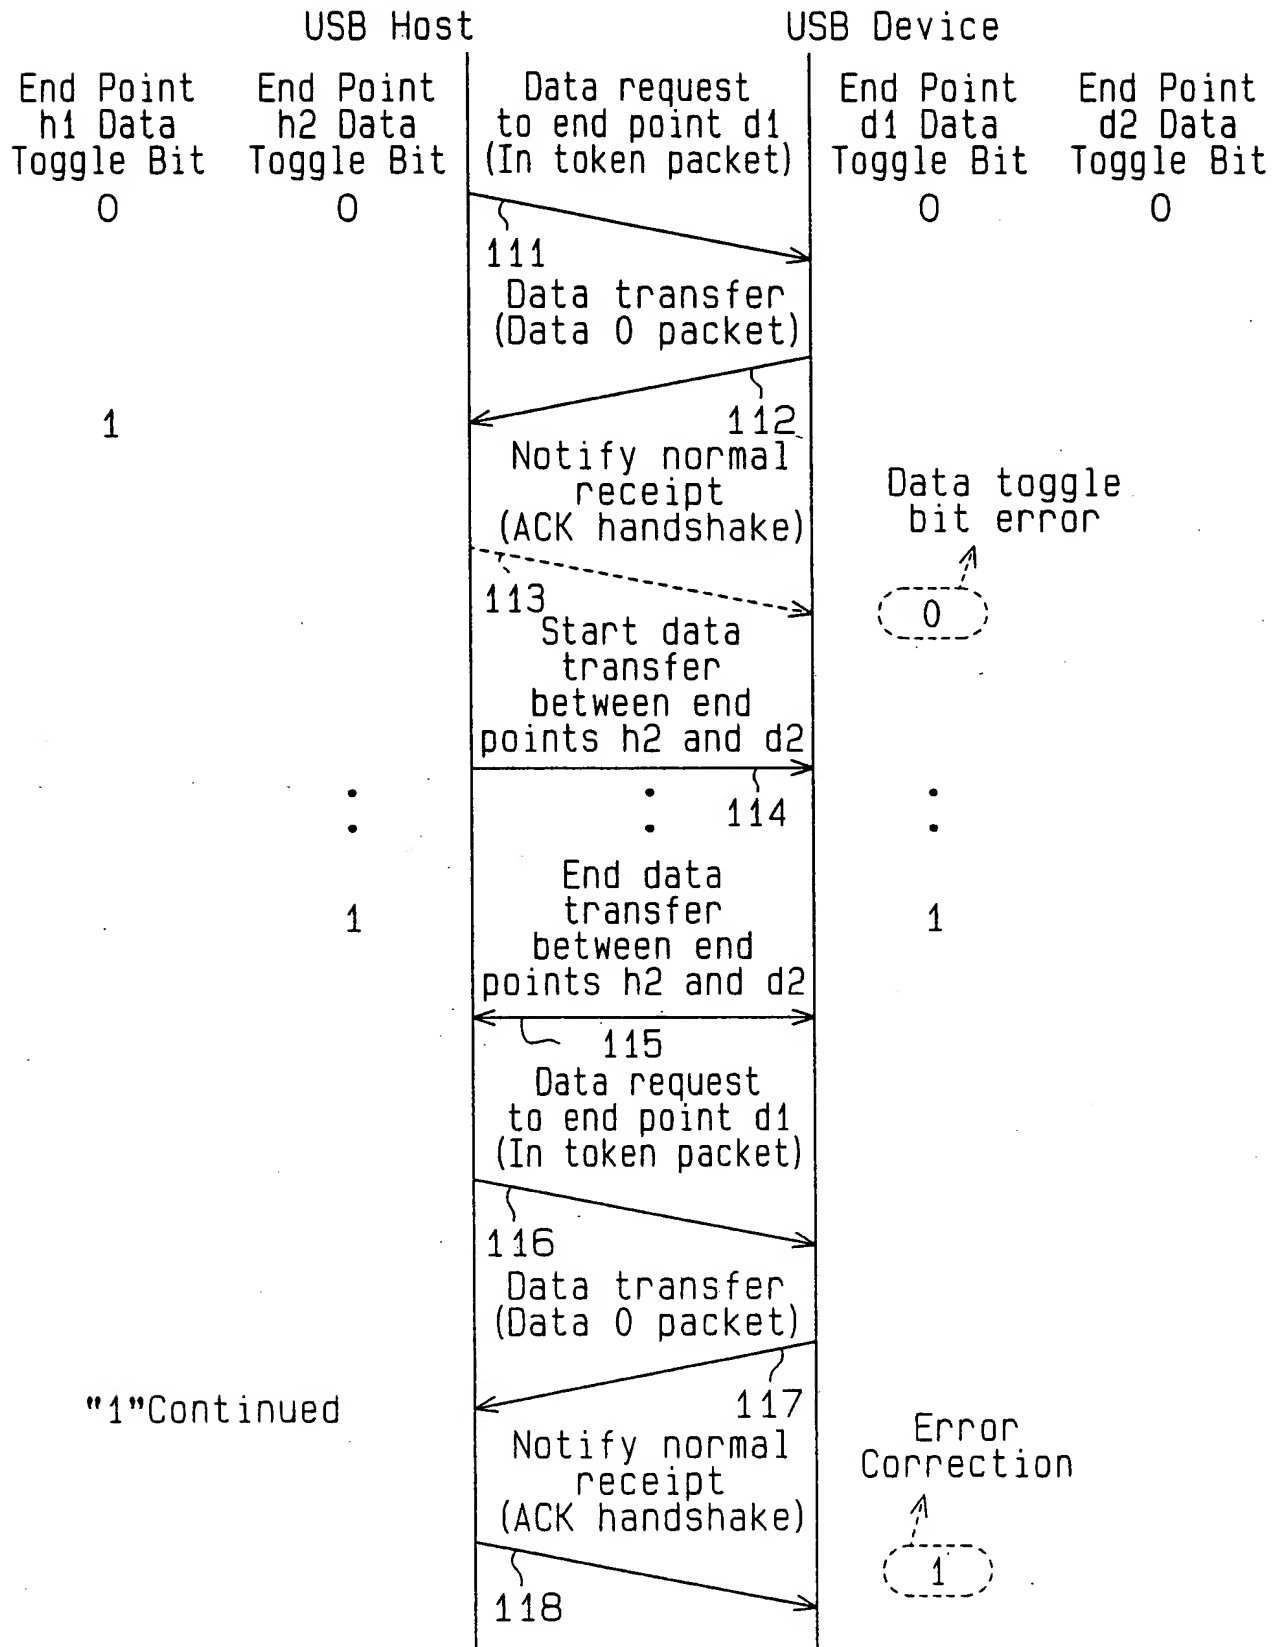 USB Host
USB Device
End Point
h1 Data
Toggle Bit
0
End Point
h2 Data
Toggle Bit
0
Data request
to end point d1
(In token packet)
End Point
d1 Data
Toggle Bit
0
End Point
d2 Data
Toggle Bit
0
111
Data transfer
(Data 0 packet)
112
1
Notify normal
receipt
(ACK handshake)
Data toggle
bit error
113
0
Start data
transfer
between end
points h2 and d2
114
End data
transfer
between end
points h2 and d2
1
1
115
Data request
to end point d1
(In token packet)
116
Data transfer
(Data 0 packet)
117
"1"Continued
Notify normal
receipt
(ACK handshake)
Error
Correction
118
1